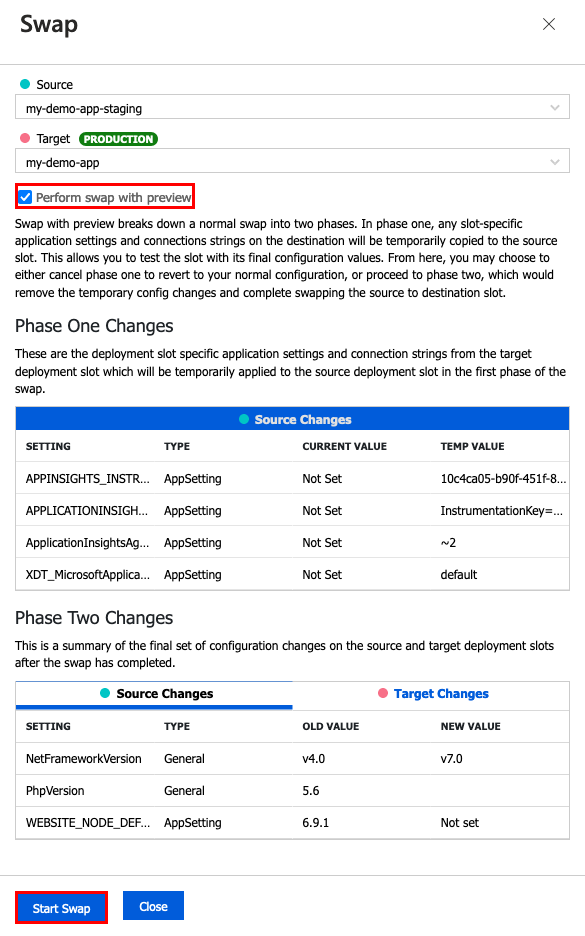 Swap
Source
my-demo-app-staging
Target PRODUCTION
my-demo-app
Perform swap with preview
Swap with preview breaks down a normal swap into two phases. In phase one, any slot-specific
application settings and connections strings on the destination will be temporarily copied to the source
slot. This allows you to test the slot with its final configuration values. From here, you may choose to
either cancel phase one to revert to your normal configuration, or proceed to phase two, which would
remove the temporary config changes and complete swapping the source to destination slot.
Phase One Changes
These are the deployment slot specific application settings and connection strings from the target
deployment slot which will be temporarily applied to the source deployment slot in the first phase of the
swap.
Source Changes
SETTING TYPE CURRENT VALUE TEMP VALUE
APPINSIGHTS_INSTR... AppSetting Not Set 10c4ca05-b90f-451f-8...
APPLICATIONINSIGH... AppSetting Not Set InstrumentationKey=...
ApplicationInsightsAg... AppSetting Not Set ~2
XDT_MicrosoftApplica... AppSetting Not Set default
Phase Two Changes
This is a summary of the final set of configuration changes on the source and target deployment slots
after the swap has completed.
Source Changes Target Changes
SETTING TYPE OLD VALUE NEW VALUE
NetFrameworkVersion General v4.0 v7.0
PhpVersion General 5.6
WEBSITE_NODE_DEF... AppSetting 6.9.1 Not set
Start Swap Close